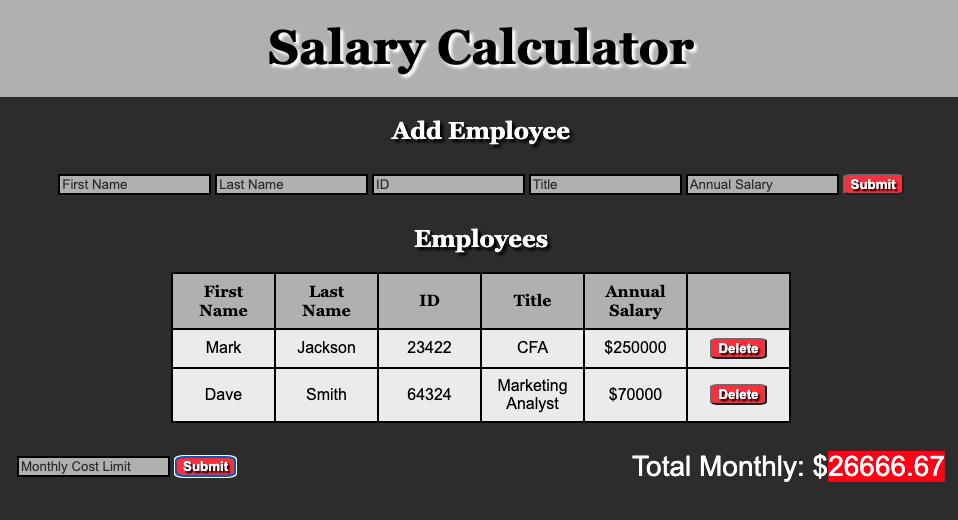 Salary Calculator
Add Employee
First Name Last Name ID Title Annual Salary Submit
Employees
First Name Last Name ID Title Annual Salary
Mark Jackson 23422 CFA $250000 Delete
Dave Smith 64324 Marketing Analyst $70000 Delete
Monthly Cost Limit Submit Total Monthly: $26666.67